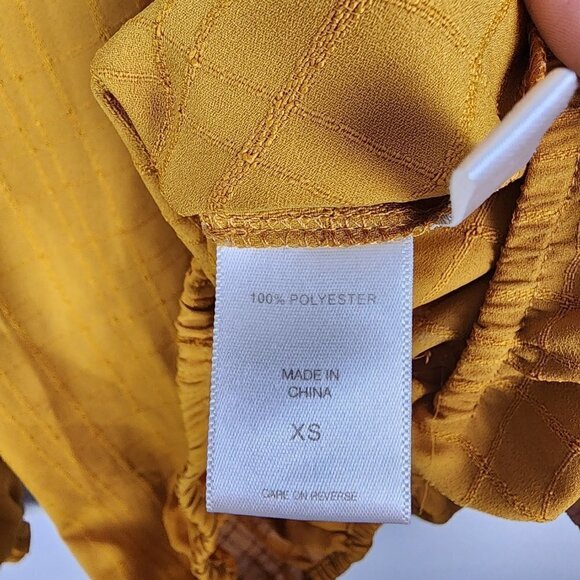 100% POLYESTER
MADE IN
CHINA
XS
CARE ON REVERSE